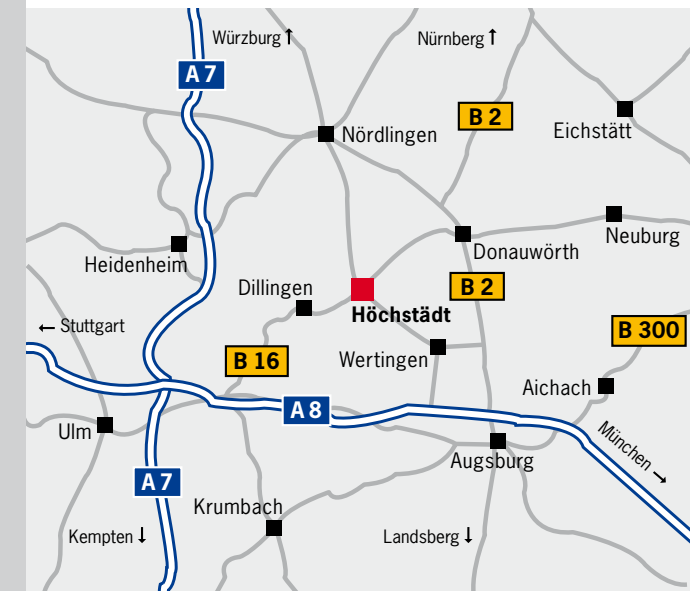 Würzburg ↑
Nürnberg ↑
A 7
B 2
Eichstätt
Nördlingen
Neuburg
Donauwörth
Heidenheim
Dillingen
B 2
Höchstädt
← Stuttgart
B 300
B 16
Wertingen
Aichach
A 8
Ulm
München →
Augsburg
A 7
Krumbach
Kempten ↓
Landsberg ↓